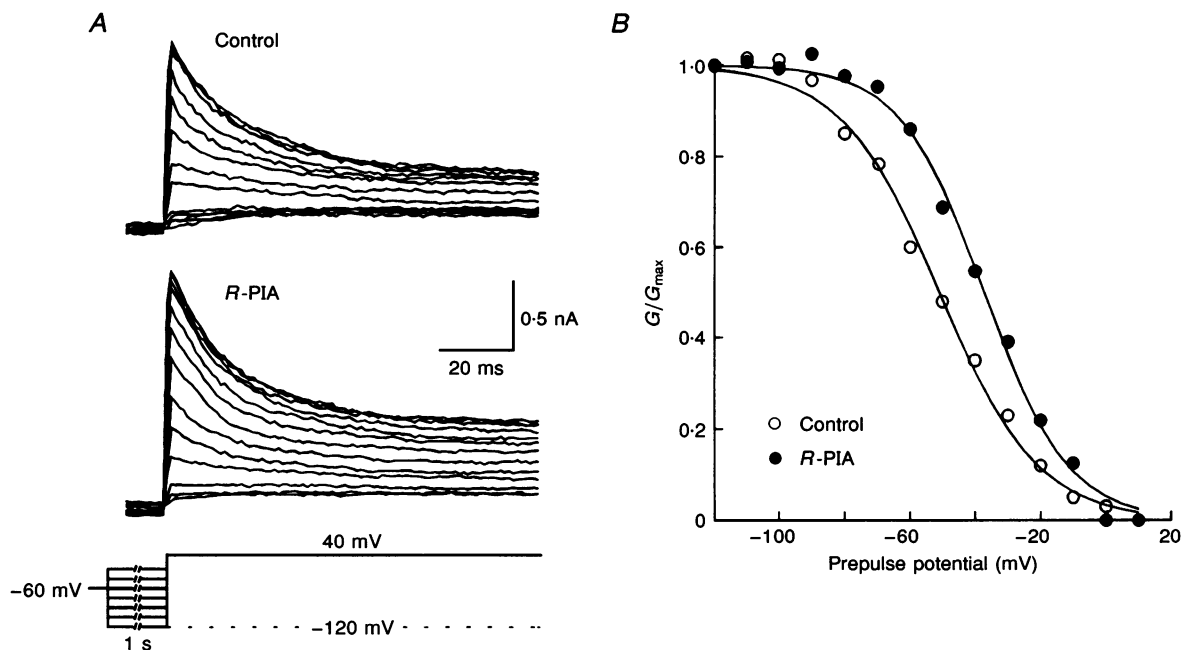 A
Control
R-PIA
0·5 nA
20 ms
40 mV
−60 mV
−120 mV
1 s
B
1·0
0·8
0·6
0·4
0·2
0
G/Gmax
Control
R-PIA
−100
−60
−20
20
Prepulse potential (mV)